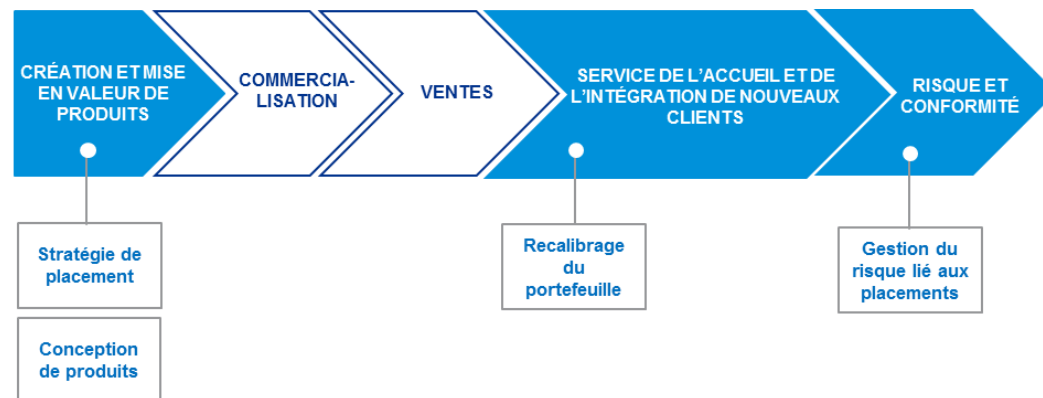 CRÉATION ET MISE
EN VALEUR DE
PRODUITS
COMMERCIA-
LISATION
VENTES
SERVICE DE L’ACCUEIL ET DE
L’INTÉGRATION DE NOUVEAUX
CLIENTS
RISQUE ET
CONFORMITÉ
Stratégie de
placement
Conception
de produits
Recalibrage
du
portefeuille
Gestion du
risque lié aux
placements